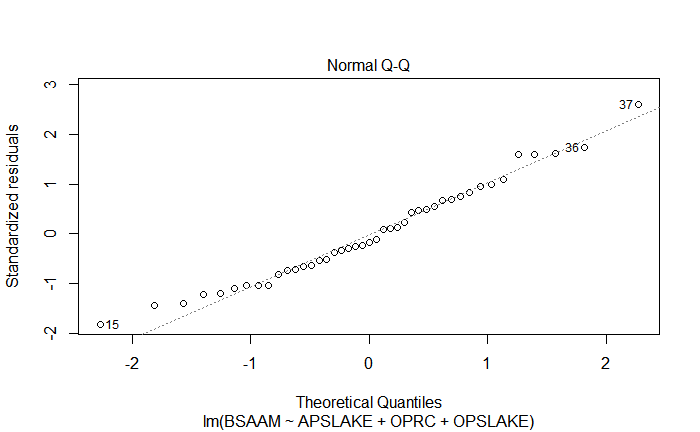 Normal Q-Q
3
2
1
0
-1
-2
Standardized residuals
37
36
15
-2 -1 0 1 2
Theoretical Quantiles
lm(BSAAM ~ APSLAKE + OPRC + OPSLAKE)